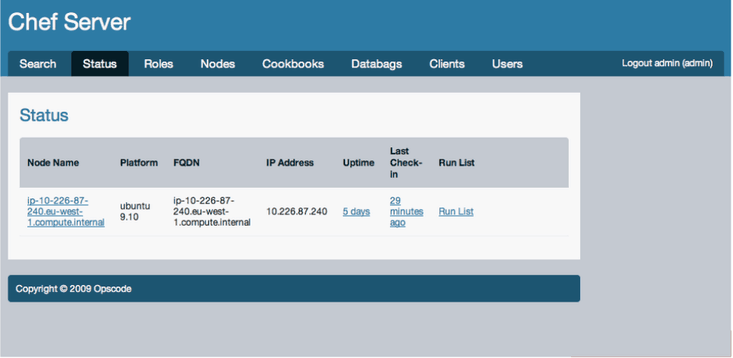 Chef Server
Search Status Roles Nodes Cookbooks Databags Clients Users Logout admin (admin)
Status
Node Name Platform FQDN IP Address Uptime Last Check-in Run List
ip-10-226-87-
240.eu-west-
1.compute.internal
ubuntu
9.10
ip-10-226-87-
240.eu-west-
1.compute.internal
10.226.87.240
5 days
29
minutes
ago
Run List
Copyright © 2009 Opscode